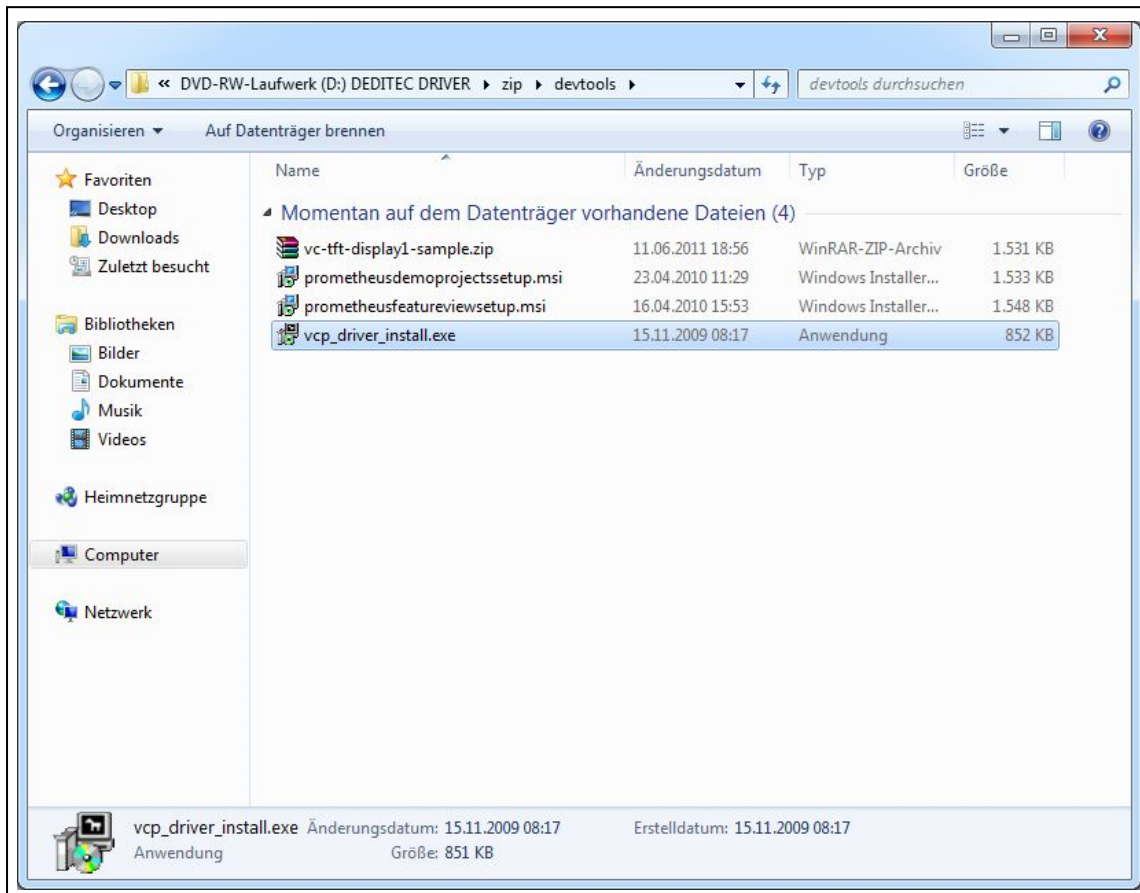 « DVD-RW-Laufwerk (D:) DEDITEC DRIVER ▸ zip ▸ devtools ▸
devtools durchsuchen
Organisieren ▾ Auf Datenträger brennen
Favoriten
Desktop
Downloads
Zuletzt besucht
Bibliotheken
Bilder
Dokumente
Musik
Videos
Heimnetzgruppe
Computer
Netzwerk
Name Änderungsdatum Typ Größe
Momentan auf dem Datenträger vorhandene Dateien (4)
vc-tft-display1-sample.zip 11.06.2011 18:56 WinRAR-ZIP-Archiv 1.531 KB
prometheusdemoprojectssetup.msi 23.04.2010 11:29 Windows Installer... 1.533 KB
prometheusfeatureviewsetup.msi 16.04.2010 15:53 Windows Installer... 1.548 KB
vcp_driver_install.exe 15.11.2009 08:17 Anwendung 852 KB
vcp_driver_install.exe Änderungsdatum: 15.11.2009 08:17 Erstelldatum: 15.11.2009 08:17
Anwendung Größe: 851 KB